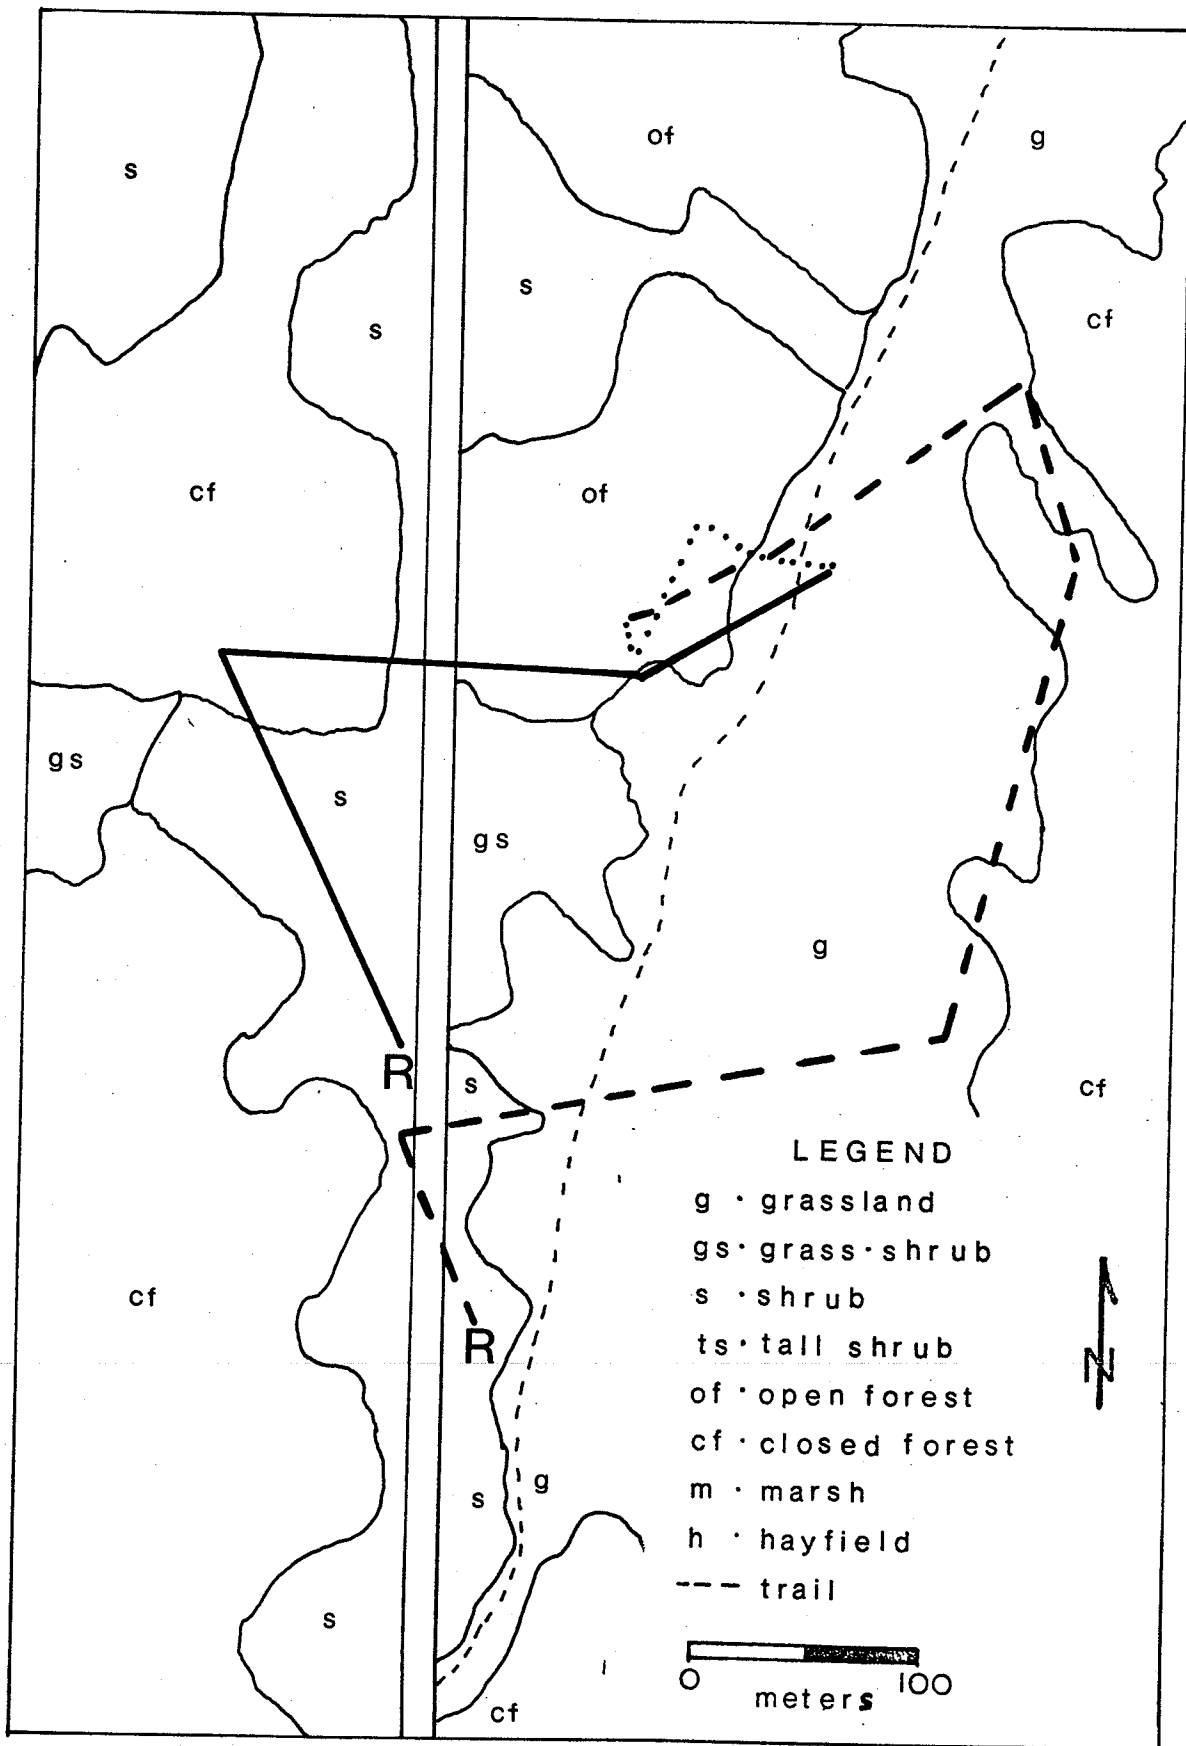 of
g
s
s
s
cf
cf
of
gs
s
gs
g
R
s
cf
LEGEND
g · grassland
gs · grass · shrub
s · shrub
cf
ts · tall shrub
R
N
of · open forest
cf · closed forest
s
g
m · marsh
h · hayfield
--- trail
s
0 100
meters
cf